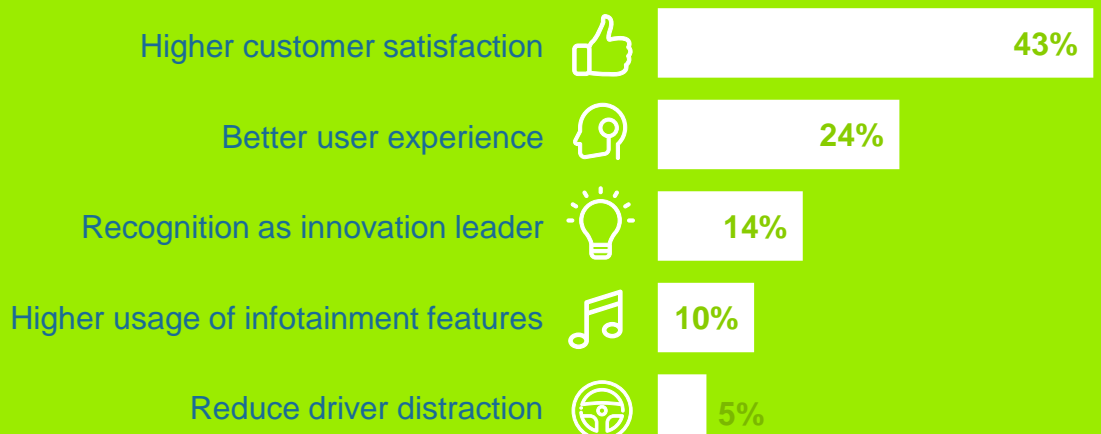 Higher customer satisfaction 43%
Better user experience 24%
Recognition as innovation leader 14%
Higher usage of infotainment features 10%
Reduce driver distraction 5%